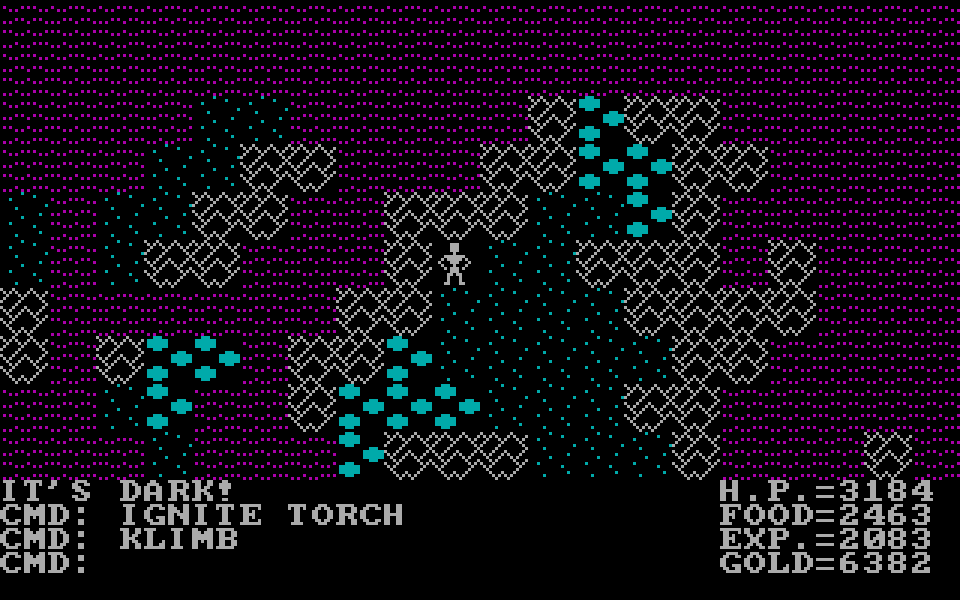 IT'S DARK! H.P.=3184
CMD: IGNITE TORCH FOOD=2463
CMD: KLIMB EXP.=2083
CMD: GOLD=6382